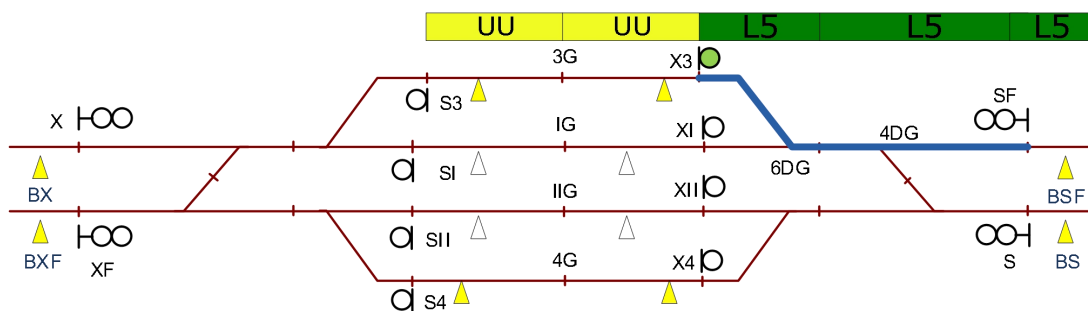 UU UU L5 L5 L5
3G X3
S3 SF
X IG XI 4DG
SI 6DG
BX IIG XII BSF
SII
BXF XF 4G X4 S BS
S4